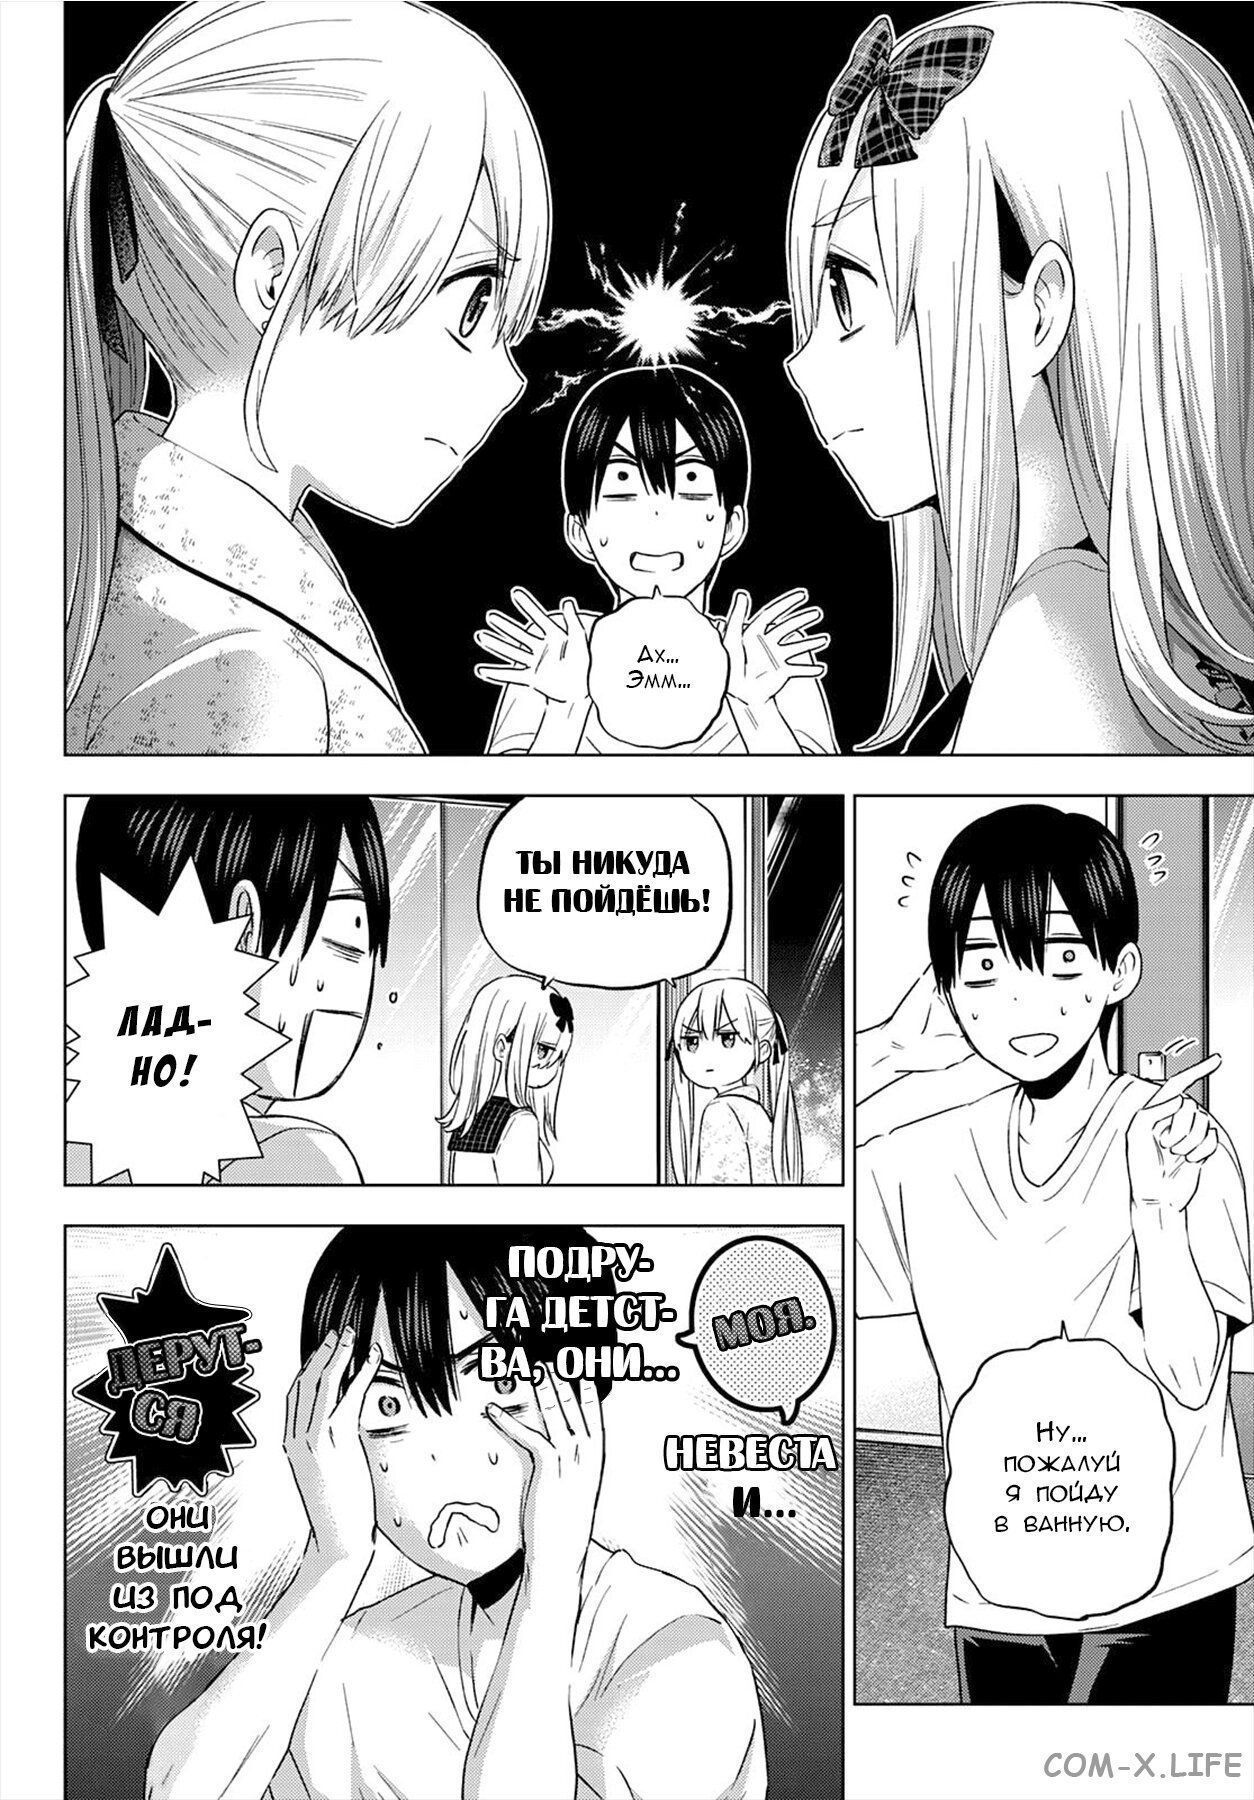 Ах...
Эмм...
Ну...
пожалуй
я пойду
в ванную.
ТЫ НИКУДА
НЕ ПОЙДЁШЬ!
ЛАД-
НО!
МОЯ.
НЕВЕСТА
И...
ПОДРУ-
ГА ДЕТСТ-
ВА, ОНИ...
ДЕРУТ-
СЯ
ОНИ
ВЫШЛИ
ИЗ ПОД
КОНТРОЛЯ!
COM-X.LIFE